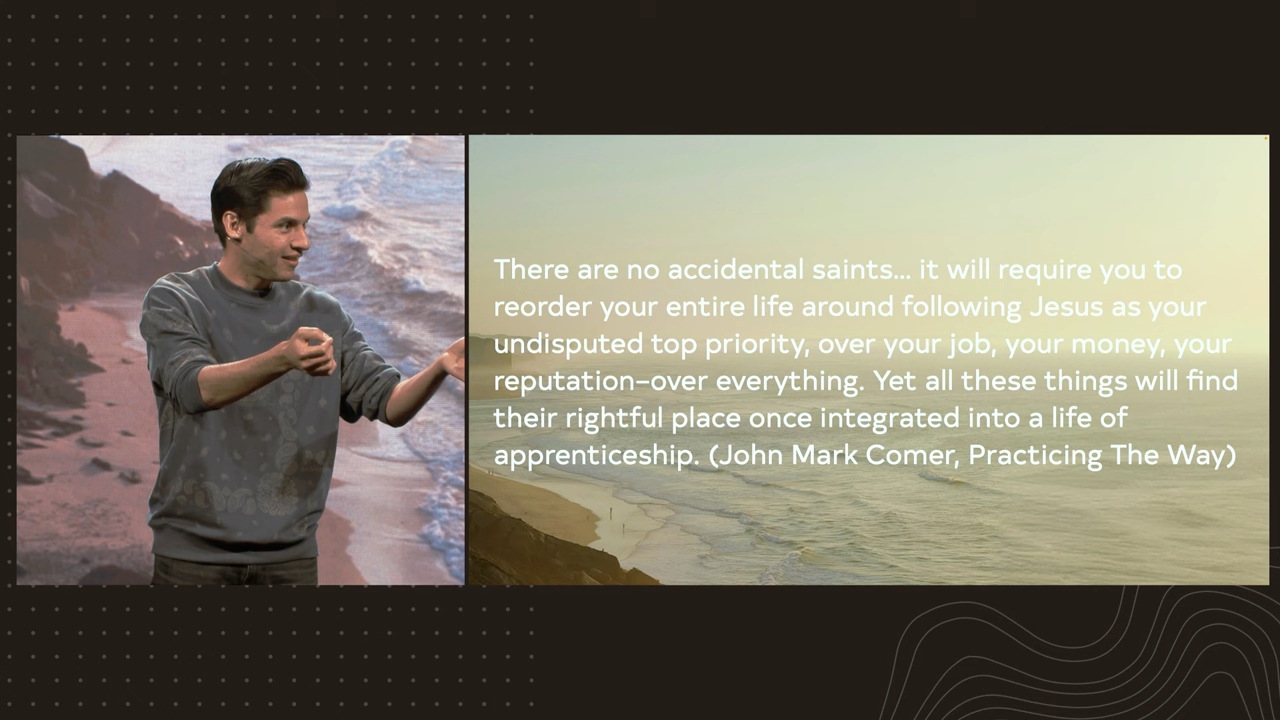 There are no accidental saints... it will require you to
reorder your entire life around following Jesus as your
undisputed top priority, over your job, your money, your
reputation–over everything. Yet all these things will find
their rightful place once integrated into a life of
apprenticeship. (John Mark Comer, Practicing The Way)